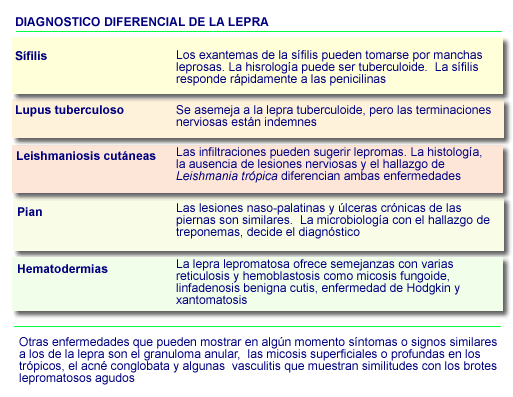 DIAGNOSTICO DIFERENCIAL DE LA LEPRA
Sífilis
Los exantemas de la sífilis pueden tomarse por manchas
leprosas. La hisrología puede ser tuberculoide. La sífilis
responde rápidamente a las penicilinas
Lupus tuberculoso
Se asemeja a la lepra tuberculoide, pero las terminaciones
nerviosas están indemnes
Leishmaniosis cutáneas
Las infiltraciones pueden sugerir lepromas. La histología,
la ausencia de lesiones nerviosas y el hallazgo de
Leishmania trópica diferencian ambas enfermedades
Pian
Las lesiones naso-palatinas y úlceras crónicas de las
piernas son similares. La microbiología con el hallazgo de
treponemas, decide el diagnóstico
Hematodermias
La lepra lepromatosa ofrece semejanzas con varias
reticulosis y hemoblastosis como micosis fungoide,
linfadenosis benigna cutis, enfermedad de Hodgkin y
xantomatosis
Otras enfermedades que pueden mostrar en algún momento síntomas o signos similares
a los de la lepra son el granuloma anular, las micosis superficiales o profundas en los
trópicos, el acné conglobata y algunas vasculitis que muestran similitudes con los brotes
lepromatosos agudos